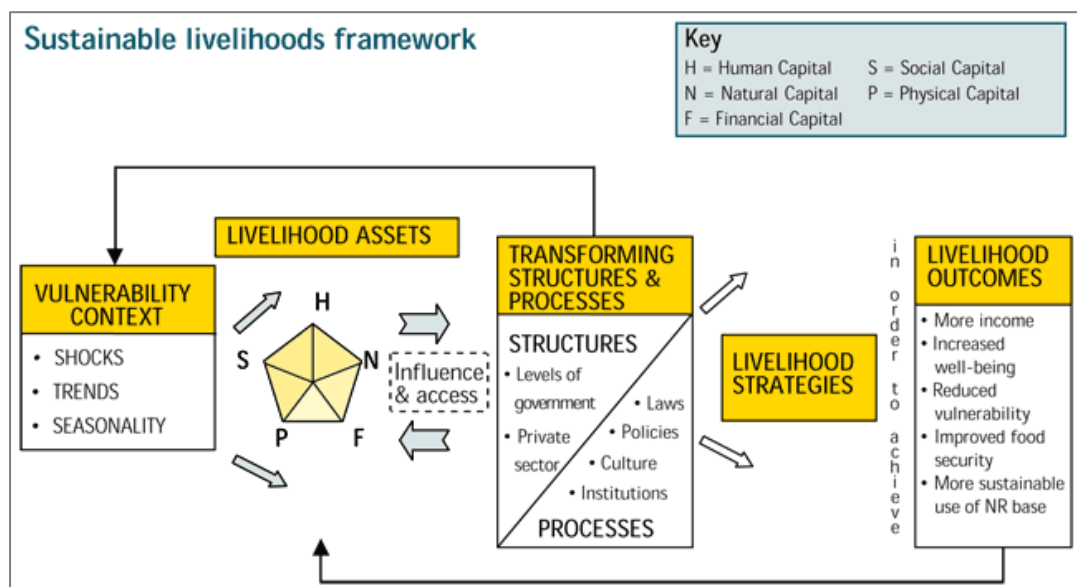 Sustainable livelihoods framework
Key
H = Human Capital S = Social Capital
N = Natural Capital P = Physical Capital
F = Financial Capital
LIVELIHOOD ASSETS
VULNERABILITY
CONTEXT
• SHOCKS
• TRENDS
• SEASONALITY
H
S
N
P
F
Influence
& access
TRANSFORMING
STRUCTURES &
PROCESSES
STRUCTURES
• Levels of
government
• Private
sector
• Laws
• Policies
• Culture
• Institutions
PROCESSES
LIVELIHOOD
STRATEGIES
in order to achieve
LIVELIHOOD
OUTCOMES
• More income
• Increased
well-being
• Reduced
vulnerability
• Improved food
security
• More sustainable
use of NR base